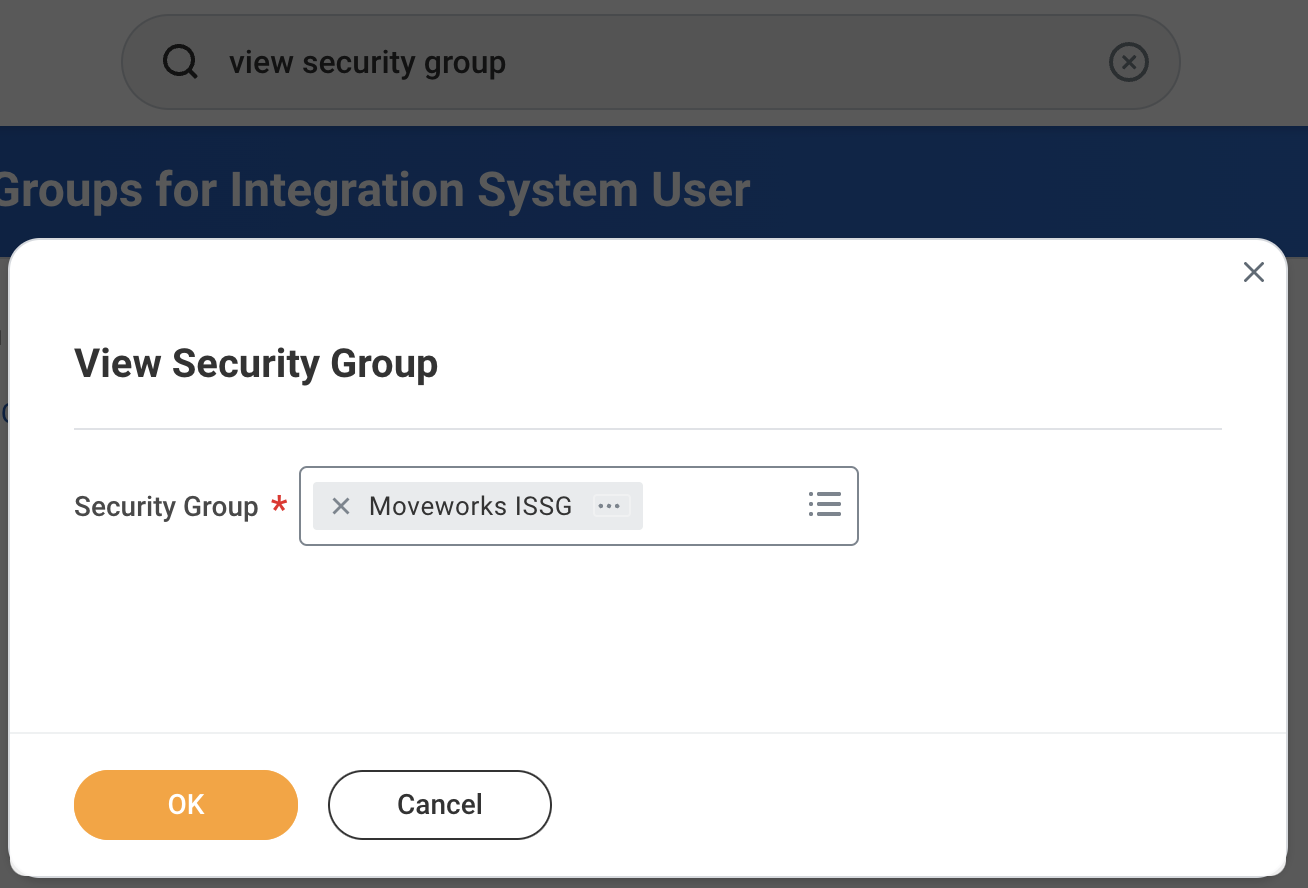 view security group
Groups for Integration System User
View Security Group
Security Group *
Moveworks ISSG
OK
Cancel